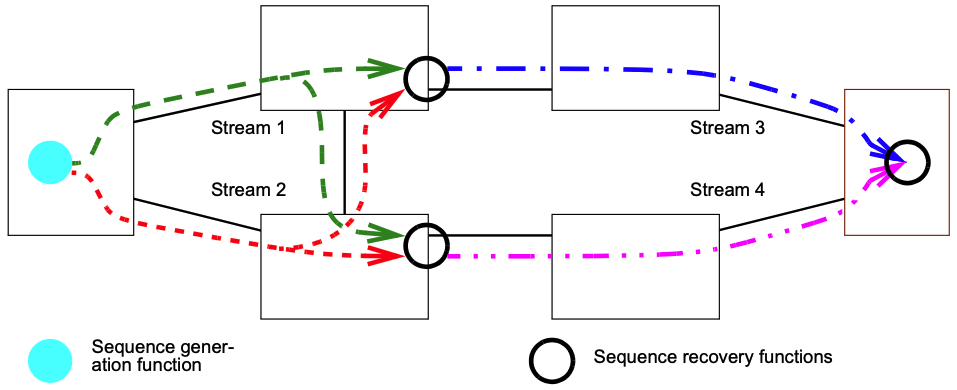 Stream 1
Stream 3
Stream 2
Stream 4
Sequence gener-
ation function
Sequence recovery functions